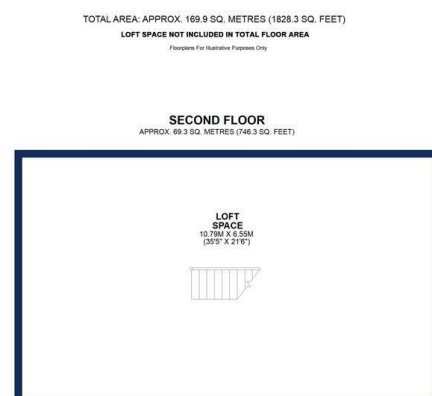 TOTAL AREA: APPROX. 169.9 SQ. METRES (1828.3 SQ. FEET)
LOFT SPACE NOT INCLUDED IN TOTAL FLOOR AREA
Floorplans For Illustrative Purposes Only
SECOND FLOOR
APPROX. 69.3 SQ. METRES (746.3 SQ. FEET)
LOFT
SPACE
10.79M X 6.55M
(35'5" X 21'6")